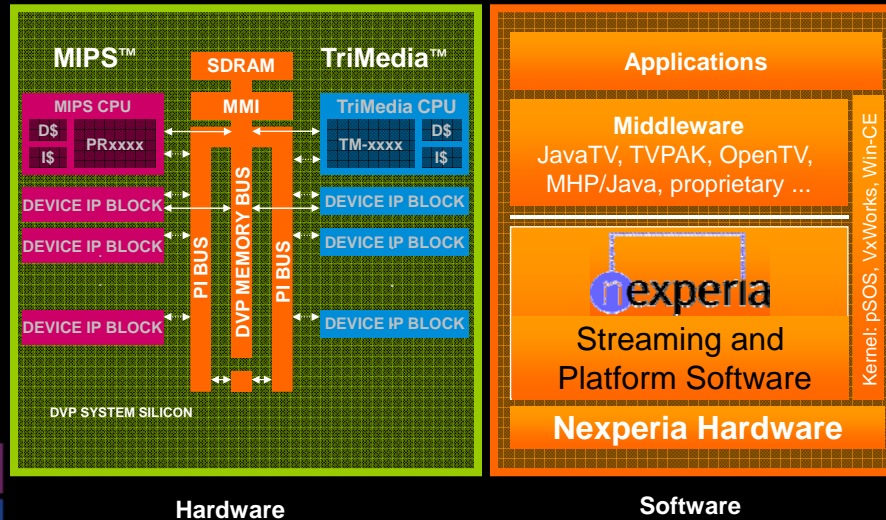 MIPS™
SDRAM
TriMedia™
MIPS CPU
D$
I$
PRxxxx
MMI
TriMedia CPU
TM-xxxx
D$
I$
DEVICE IP BLOCK
DEVICE IP BLOCK
DEVICE IP BLOCK
PI BUS
DVP MEMORY BUS
PI BUS
DEVICE IP BLOCK
DEVICE IP BLOCK
DEVICE IP BLOCK
DVP SYSTEM SILICON
Hardware
Applications
Middleware
JavaTV, TVPAK, OpenTV,
MHP/Java, proprietary ...
nexperia
Streaming and
Platform Software
Kernel: pSOS, VxWorks, Win-CE
Nexperia Hardware
Software